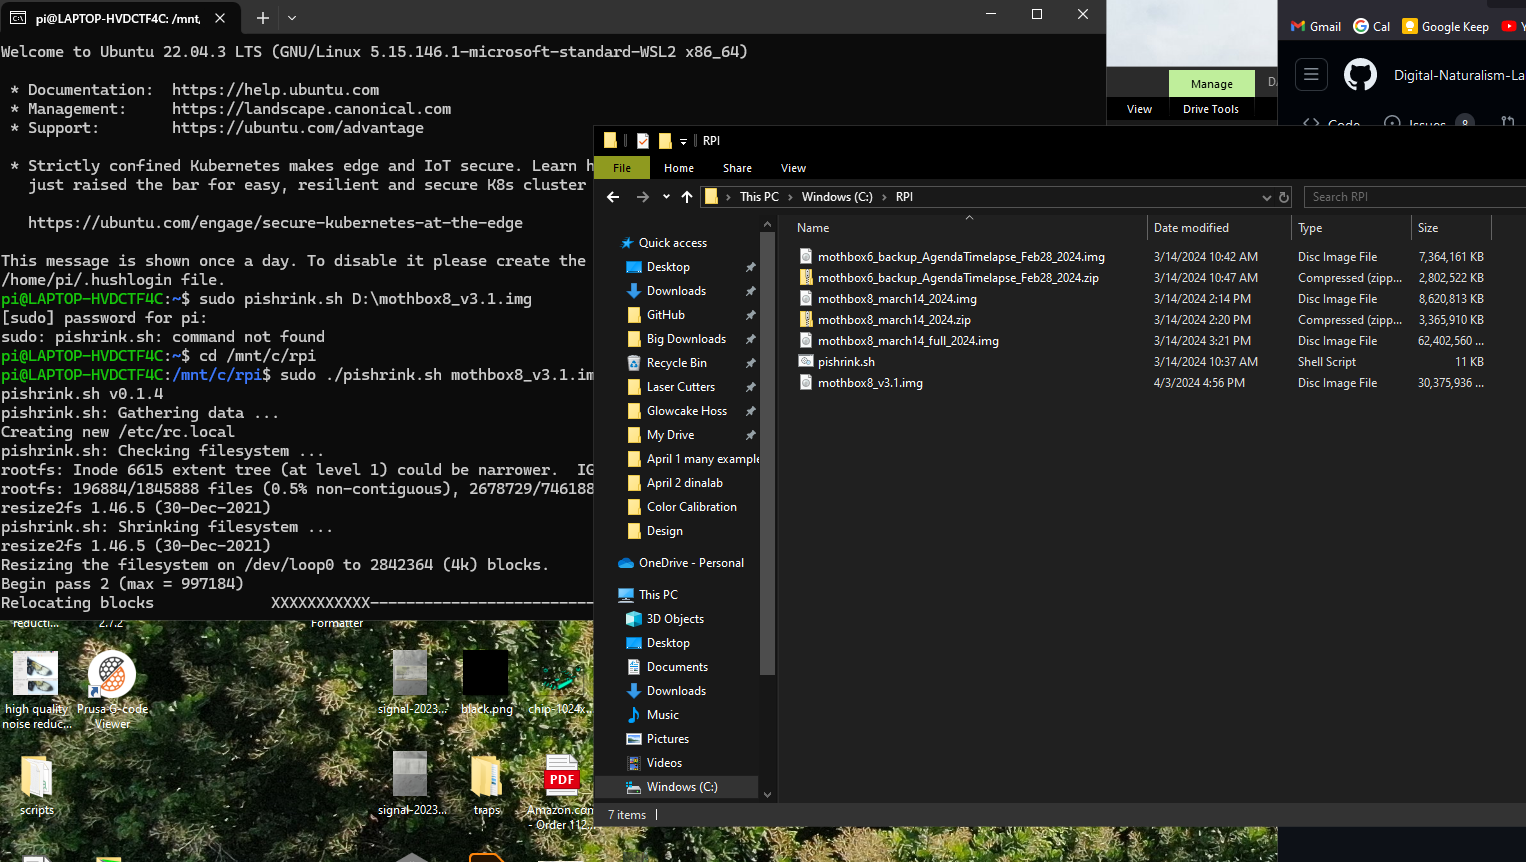 pi@LAPTOP-HVDCTF4C: /mnt,
Welcome to Ubuntu 22.04.3 LTS (GNU/Linux 5.15.146.1-microsoft-standard-WSL2 x86_64)
* Documentation:  https://help.ubuntu.com
* Management:     https://landscape.canonical.com
* Support:        https://ubuntu.com/advantage
* Strictly confined Kubernetes makes edge and IoT secure. Learn h
just raised the bar for easy, resilient and secure K8s cluster
https://ubuntu.com/engage/secure-kubernetes-at-the-edge
This message is shown once a day. To disable it please create the
/home/pi/.hushlogin file.
pi@LAPTOP-HVDCTF4C:~$ sudo pishrink.sh D:\mothbox8_v3.1.img
[sudo] password for pi:
sudo: pishrink.sh: command not found
pi@LAPTOP-HVDCTF4C:~$ cd /mnt/c/rpi
pi@LAPTOP-HVDCTF4C:/mnt/c/rpi$ sudo ./pishrink.sh mothbox8_v3.1.im
pishrink.sh v0.1.4
pishrink.sh: Gathering data ...
Creating new /etc/rc.local
pishrink.sh: Checking filesystem ...
rootfs: Inode 6615 extent tree (at level 1) could be narrower.  IG
rootfs: 196884/1845888 files (0.5% non-contiguous), 2678729/746188
resize2fs 1.46.5 (30-Dec-2021)
pishrink.sh: Shrinking filesystem ...
resize2fs 1.46.5 (30-Dec-2021)
Resizing the filesystem on /dev/loop0 to 2842364 (4k) blocks.
Begin pass 2 (max = 997184)
Relocating blocks             XXXXXXXXXXX-------------------------
Manage
View
Drive Tools
Gmail
Cal
Google Keep
Digital-Naturalism-La
Code
Issues
8
RPI
File
Home
Share
View
This PC
Windows (C:)
RPI
Search RPI
Quick access
Desktop
Downloads
GitHub
Big Downloads
Recycle Bin
Laser Cutters
Glowcake Hoss
My Drive
April 1 many example
April 2 dinalab
Color Calibration
Design
OneDrive - Personal
This PC
3D Objects
Desktop
Documents
Downloads
Music
Pictures
Videos
Windows (C:)
Name Date modified Type Size
mothbox6_backup_AgendaTimelapse_Feb28_2024.img 3/14/2024 10:42 AM Disc Image File 7,364,161 KB
mothbox6_backup_AgendaTimelapse_Feb28_2024.zip 3/14/2024 10:47 AM Compressed (zipp... 2,802,522 KB
mothbox8_march14_2024.img 3/14/2024 2:14 PM Disc Image File 8,620,813 KB
mothbox8_march14_2024.zip 3/14/2024 2:20 PM Compressed (zipp... 3,365,910 KB
mothbox8_march14_full_2024.img 3/14/2024 3:21 PM Disc Image File 62,402,560 ...
pishrink.sh 3/14/2024 10:37 AM Shell Script 11 KB
mothbox8_v3.1.img 4/3/2024 4:56 PM Disc Image File 30,375,936 ...
7 items
reducti...
2.7.2
Formatter
high quality
noise reduc...
Prusa G-code
Viewer
signal-2023...
black.png
chip-1024x...
scripts
signal-2023...
traps
PDF
Amazon.con
- Order 112...